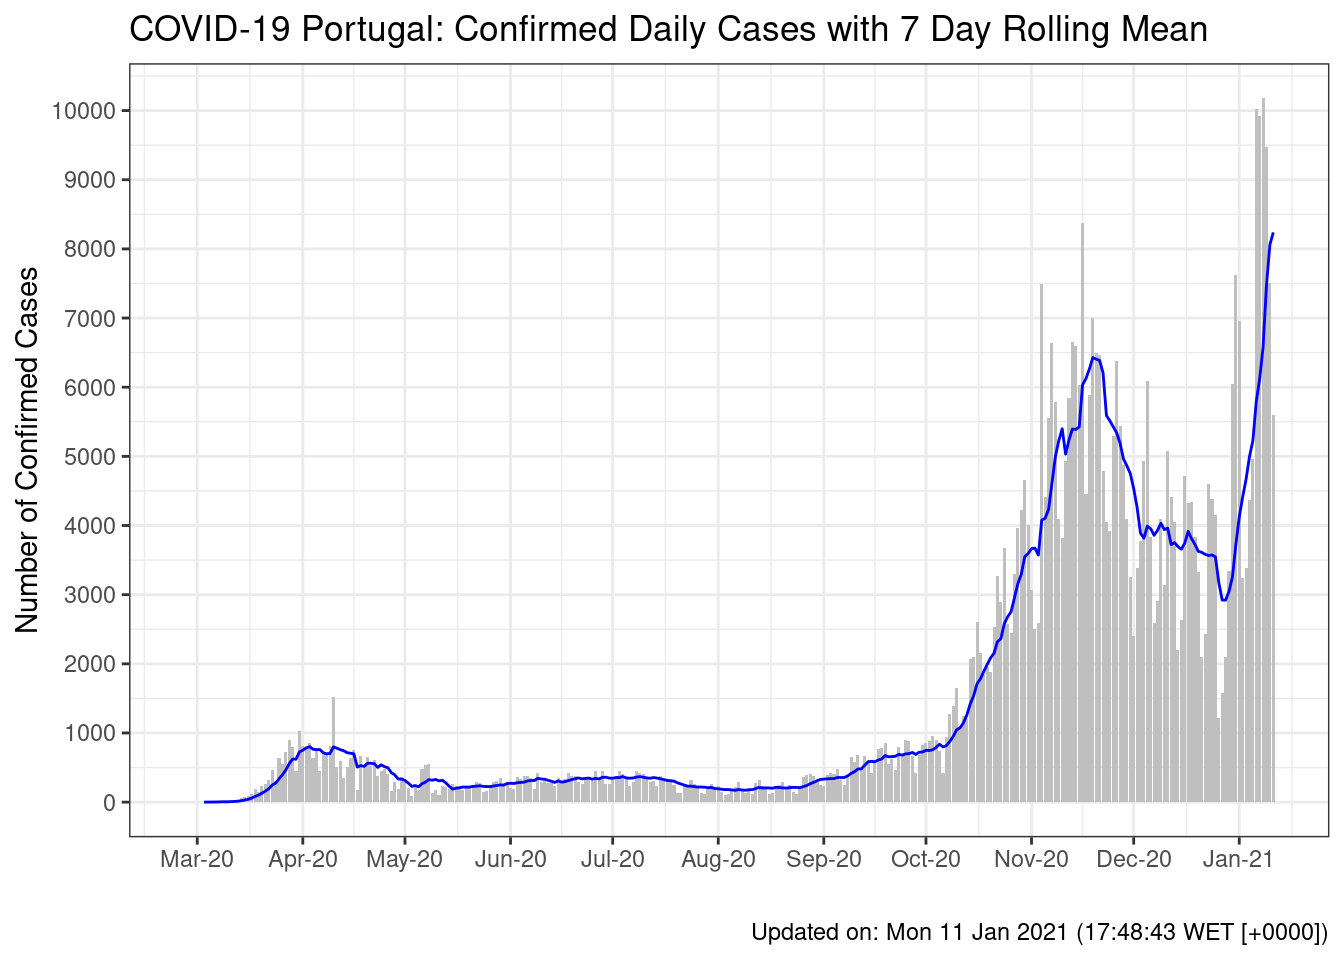 COVID-19 Portugal: Confirmed Daily Cases with 7 Day Rolling Mean
Number of Confirmed Cases
10000
9000
8000
7000
6000
5000
4000
3000
2000
1000
0
Mar-20 Apr-20 May-20 Jun-20 Jul-20 Aug-20 Sep-20 Oct-20 Nov-20 Dec-20 Jan-21
Updated on: Mon 11 Jan 2021 (17:48:43 WET [+0000])